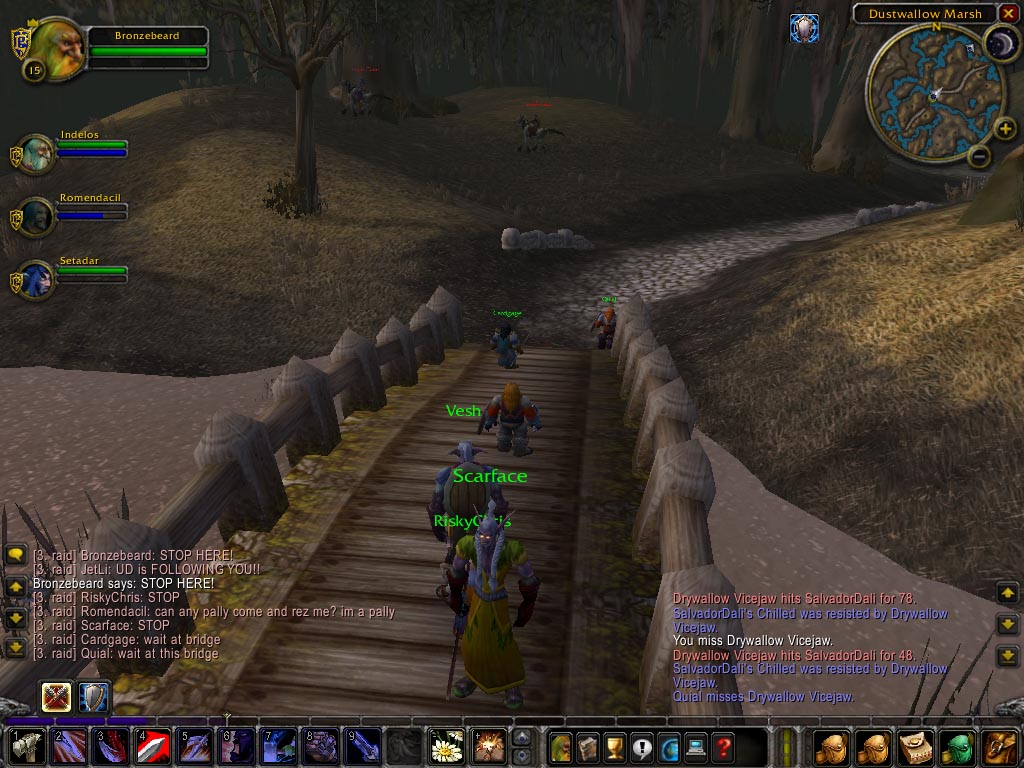 Bronzebeard
15
Dustwallow Marsh
N
Indelos
Romendacil
Setadar
Cardgage
Quial
Vesh
Scarface
RiskyChris
[3. raid] Bronzebeard: STOP HERE!
[3. raid] JetLi: UD is FOLLOWING YOU!!
Bronzebeard says: STOP HERE!
[3. raid] RiskyChris: STOP
[3. raid] Romendacil: can any pally come and rez me? im a pally
[3. raid] Scarface: STOP
[3. raid] Cardgage: wait at bridge
[3. raid] Quial: wait at this bridge
Drywallow Vicejaw hits SalvadorDali for 78.
SalvadorDali's Chilled was resisted by Drywallow
Vicejaw.
You miss Drywallow Vicejaw.
Drywallow Vicejaw hits SalvadorDali for 48.
SalvadorDali's Chilled was resisted by Drywallow
Vicejaw.
Quial misses Drywallow Vicejaw.
1 2 3 4 5 6 7 8 9